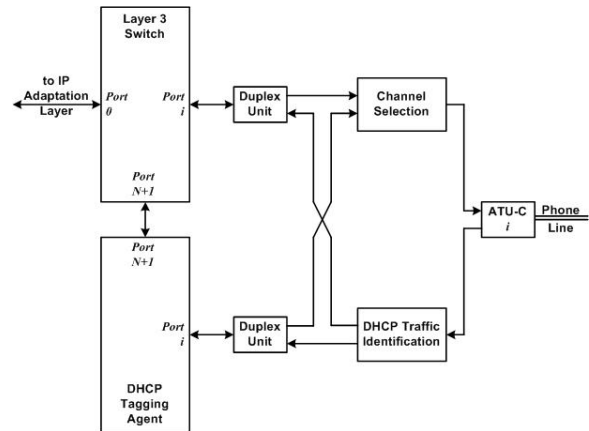 Layer 3
Switch
to IP
Adaptation
Layer
Port
0
Port
i
Duplex
Unit
Channel
Selection
Port
N+1
ATU-C
i
Phone
Line
Port
N+1
Port
i
Duplex
Unit
DHCP Traffic
Identification
DHCP
Tagging
Agent